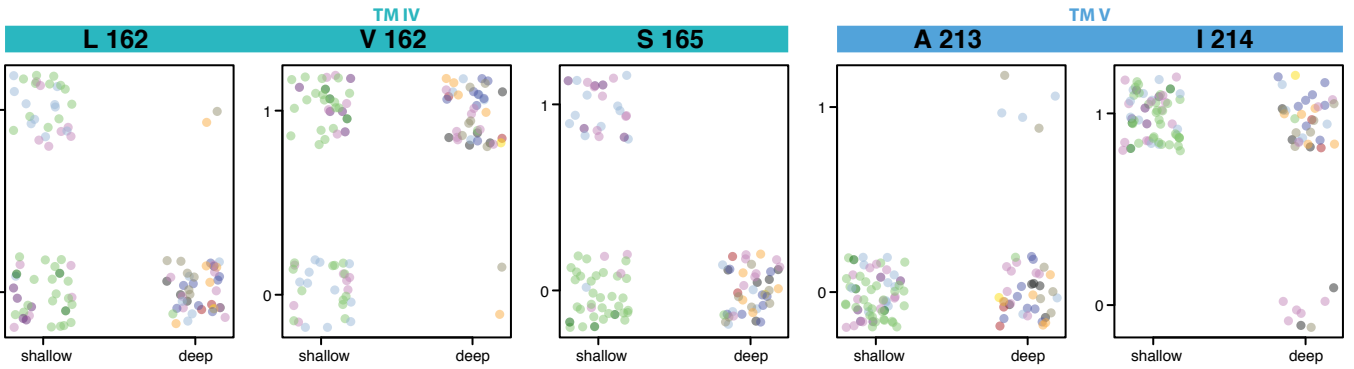 TM IV
TM V
L 162
V 162
S 165
A 213
I 214
1
1
1
1
0
0
0
0
shallow deep
shallow deep
shallow deep
shallow deep
shallow deep